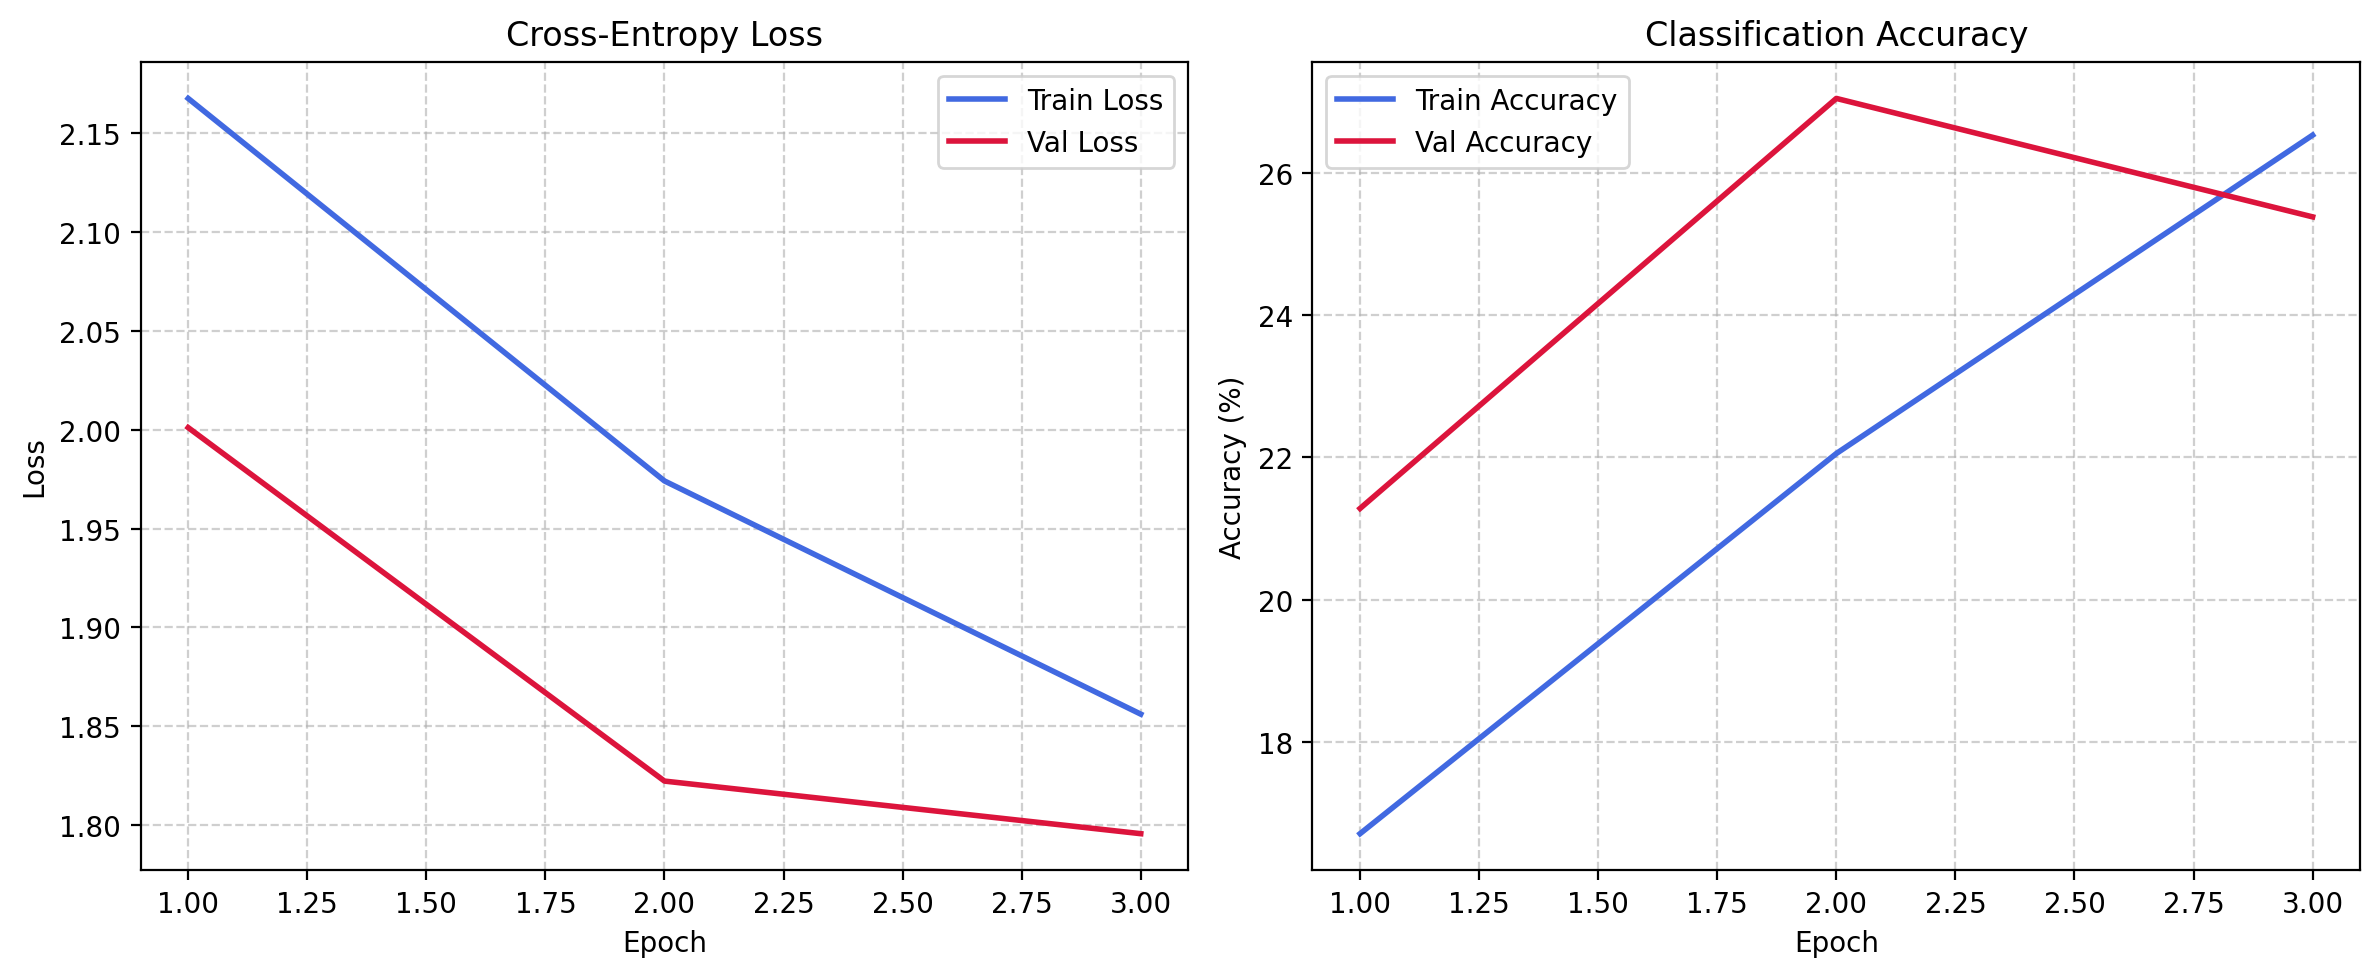 Cross-Entropy Loss
Train Loss
Val Loss
2.15
2.10
2.05
2.00
1.95
1.90
1.85
1.80
Loss
1.00 1.25 1.50 1.75 2.00 2.25 2.50 2.75 3.00
Epoch
Classification Accuracy
Train Accuracy
Val Accuracy
26
24
22
20
18
Accuracy (%)
1.00 1.25 1.50 1.75 2.00 2.25 2.50 2.75 3.00
Epoch